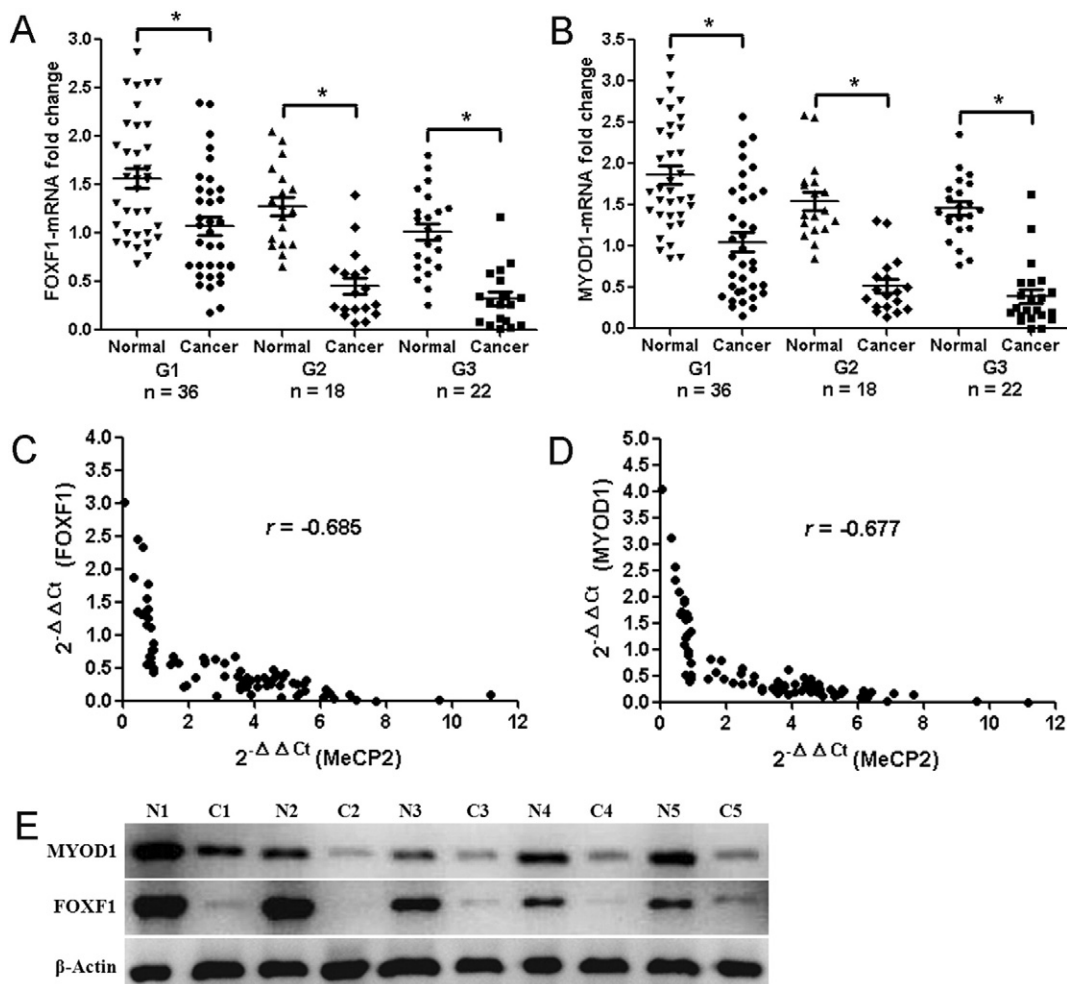 A
FOXF1-mRNA fold change
3.0
2.5
2.0
1.5
1.0
0.5
0.0
*
*
*
Normal Cancer Normal Cancer Normal Cancer
G1 G2 G3
n = 36 n = 18 n = 22
B
MYOD1-mRNA fold change
3.5
3.0
2.5
2.0
1.5
1.0
0.5
0.0
*
*
*
Normal Cancer Normal Cancer Normal Cancer
G1 G2 G3
n = 36 n = 18 n = 22
C
2-Δ Δ Ct (FOXF1)
4.0
3.5
3.0
2.5
2.0
1.5
1.0
0.5
0.0
r = -0.685
0 2 4 6 8 10 12
2-Δ Δ Ct (MeCP2)
D
2-Δ Δ Ct (MYOD1)
5.0
4.5
4.0
3.5
3.0
2.5
2.0
1.5
1.0
0.5
0.0
r = -0.677
0 2 4 6 8 10 12
2-Δ Δ Ct (MeCP2)
E
N1 C1 N2 C2 N3 C3 N4 C4 N5 C5
MYOD1
FOXF1
β-Actin